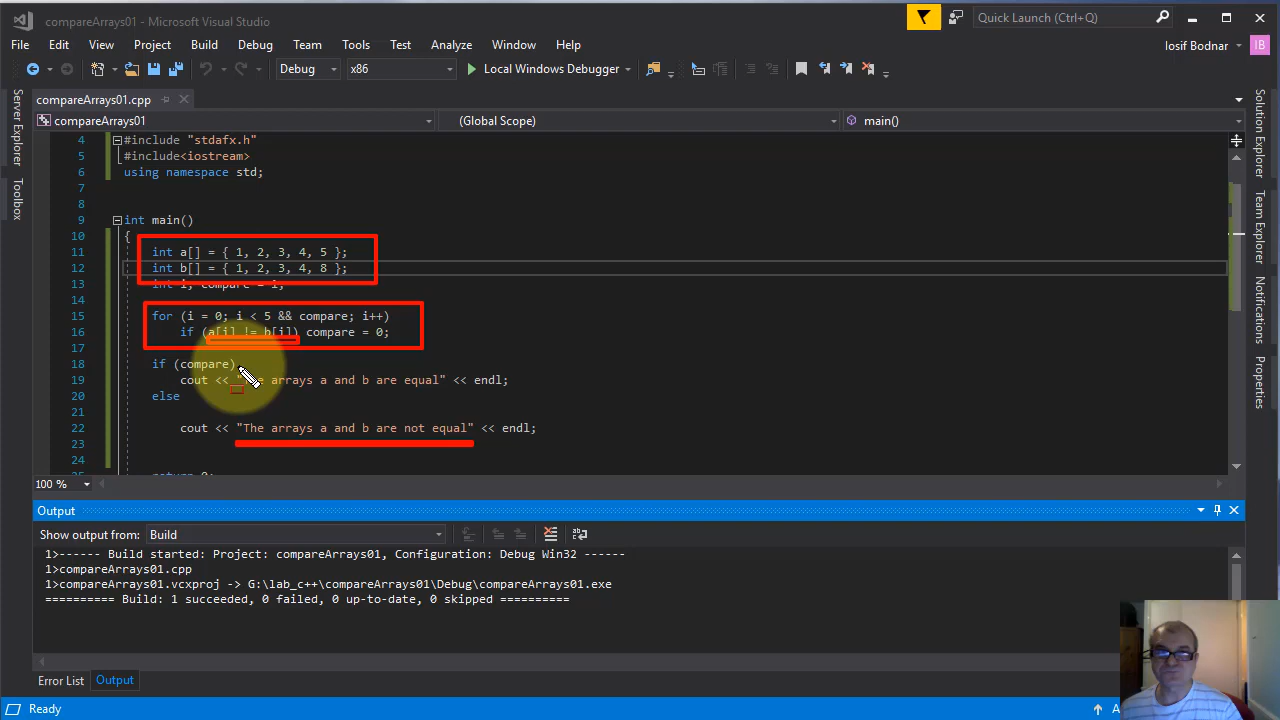 compareArrays01 - Microsoft Visual Studio
Quick Launch (Ctrl+Q)
File Edit View Project Build Debug Team Tools Test Analyze Window Help
Iosif Bodnar IB
Debug x86 Local Windows Debugger
compareArrays01.cpp
compareArrays01 (Global Scope) main()
Server Explorer
Toolbox
Solution Explorer
Team Explorer
Notifications
Properties
4 #include "stdafx.h"
5 #include<iostream>
6 using namespace std;
7
8
9 int main()
10 {
11 int a[] = { 1, 2, 3, 4, 5 };
12 int b[] = { 1, 2, 3, 4, 8 };
13 int i, compare = 1;
14
15 for (i = 0; i < 5 && compare; i++)
16 if (a[i] != b[i]) compare = 0;
17
18 if (compare)
19 cout << "The arrays a and b are equal" << endl;
20 else
21
22 cout << "The arrays a and b are not equal" << endl;
23
24
25 return 0;
100 %
Output
Show output from: Build
1>------ Build started: Project: compareArrays01, Configuration: Debug Win32 ------
1>compareArrays01.cpp
1>compareArrays01.vcxproj -> G:\lab_c++\compareArrays01\Debug\compareArrays01.exe
========== Build: 1 succeeded, 0 failed, 0 up-to-date, 0 skipped ==========
Error List Output
Ready